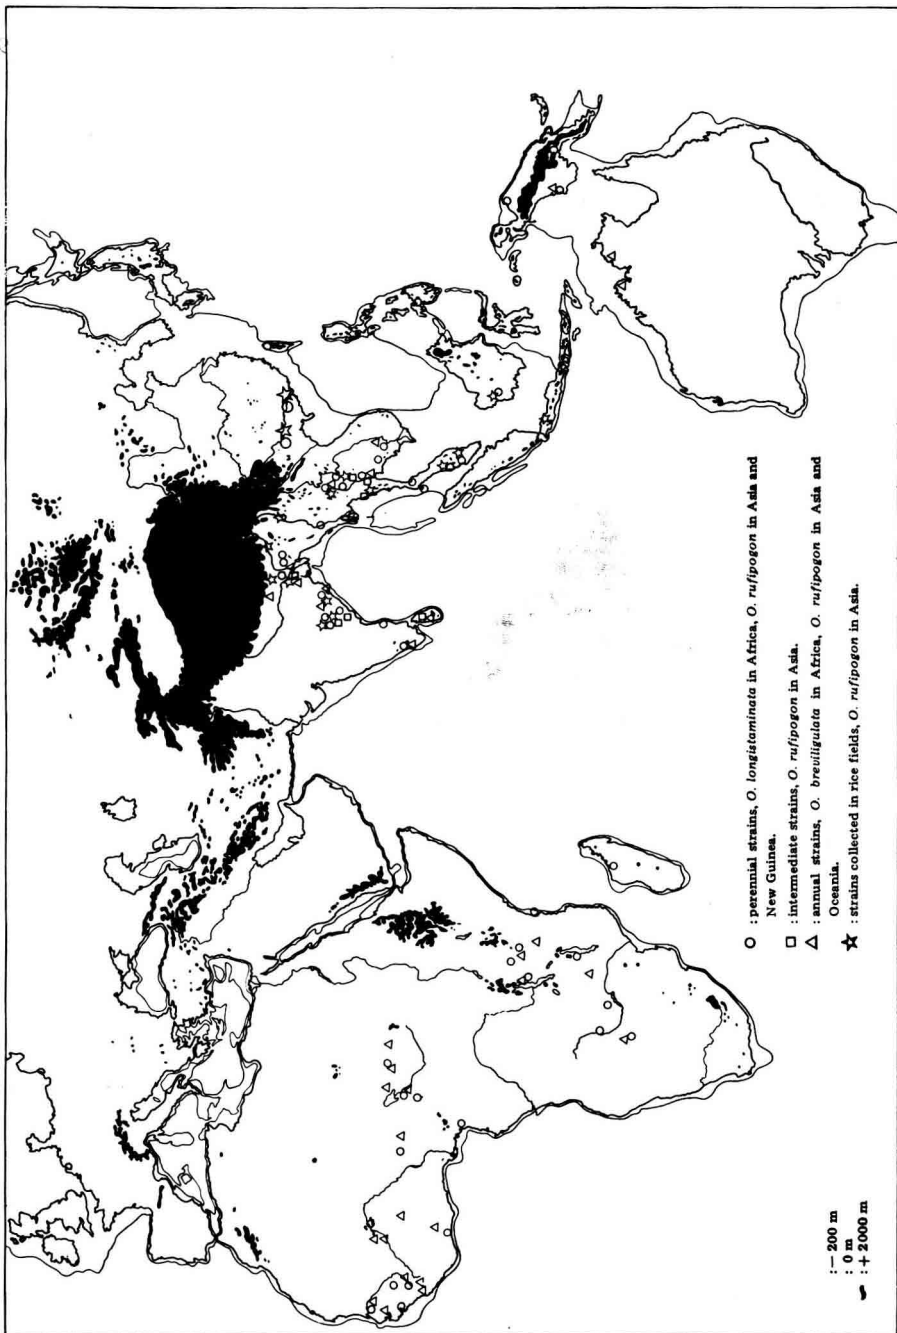 O : perennial strains, O. longistaminata in Africa, O. rufipogon in Asia and
New Guinea.
□ : intermediate strains, O. rufipogon in Asia.
△ : annual strains, O. breviligulata in Africa, O. rufipogon in Asia and
Oceania.
☆ : strains collected in rice fields, O. rufipogon in Asia.
: − 200 m
: 0 m
: + 2000 m